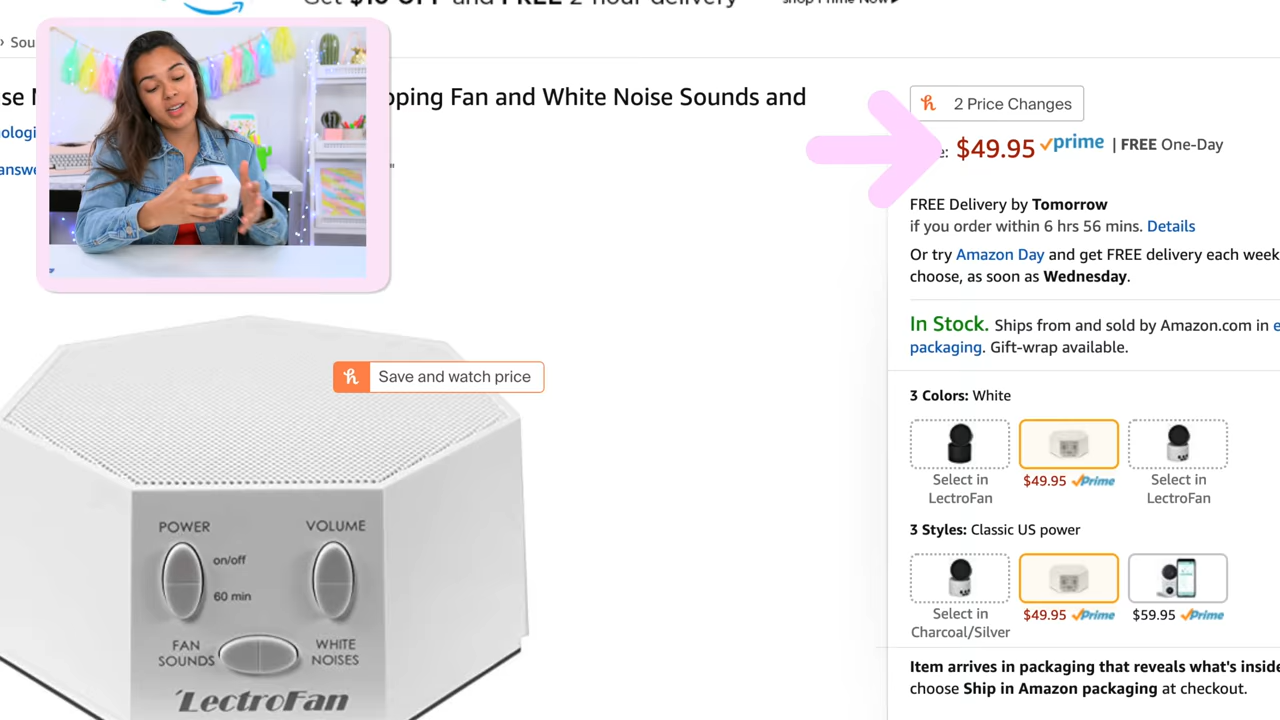 Get $10 OFF and FREE 2-hour delivery
shop Prime Now
› Sou
se
pping Fan and White Noise Sounds and
nologi
answe
2 Price Changes
e: $49.95 prime | FREE One-Day
FREE Delivery by Tomorrow
if you order within 6 hrs 56 mins. Details
Or try Amazon Day and get FREE delivery each week
choose, as soon as Wednesday.
In Stock. Ships from and sold by Amazon.com in e
packaging. Gift-wrap available.
h Save and watch price
3 Colors: White
Select in LectroFan
$49.95 Prime
Select in LectroFan
3 Styles: Classic US power
Select in Charcoal/Silver
$49.95 Prime
$59.95 Prime
Item arrives in packaging that reveals what's inside
choose Ship in Amazon packaging at checkout.
POWER
VOLUME
on/off
60 min
FAN SOUNDS
WHITE NOISES
LectroFan